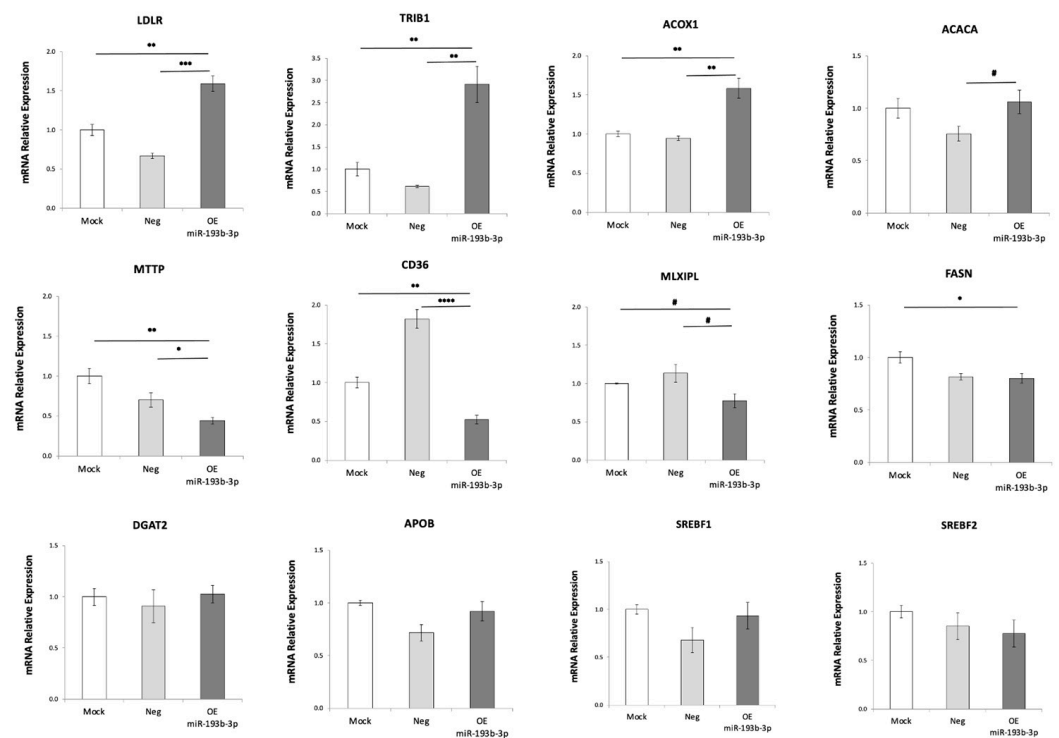 LDLR
**
***
2.0
1.5
1.0
0.5
0.0
mRNA Relative Expression
Mock
Neg
OE
miR-193b-3p
TRIB1
**
**
3.5
3.0
2.5
2.0
1.5
1.0
0.5
0.0
mRNA Relative Expression
Mock
Neg
OE
miR-193b-3p
ACOX1
**
**
2.0
1.5
1.0
0.5
0.0
mRNA Relative Expression
Mock
Neg
OE
miR-193b-3p
ACACA
#
1.5
1.0
0.5
0.0
mRNA Relative Expression
Mock
Neg
OE
miR-193b-3p
MTTP
**
*
2.0
1.5
1.0
0.5
0.0
mRNA Relative Expression
Mock
Neg
OE
miR-193b-3p
CD36
**
****
2.0
1.5
1.0
0.5
0.0
mRNA Relative Expression
Mock
Neg
OE
miR-193b-3p
MLXIPL
#
#
2.0
1.5
1.0
0.5
0.0
mRNA Relative Expression
Mock
Neg
OE
miR-193b-3p
FASN
*
1.5
1.0
0.5
0.0
mRNA Relative Expression
Mock
Neg
OE
miR-193b-3p
DGAT2
1.5
1.0
0.5
0.0
mRNA Relative Expression
Mock
Neg
OE
miR-193b-3p
APOB
1.5
1.0
0.5
0.0
mRNA Relative Expression
Mock
Neg
OE
miR-193b-3p
SREBF1
1.5
1.0
0.5
0.0
mRNA Relative Expression
Mock
Neg
OE
miR-193b-3p
SREBF2
1.5
1.0
0.5
0.0
mRNA Relative Expression
Mock
Neg
OE
miR-193b-3p